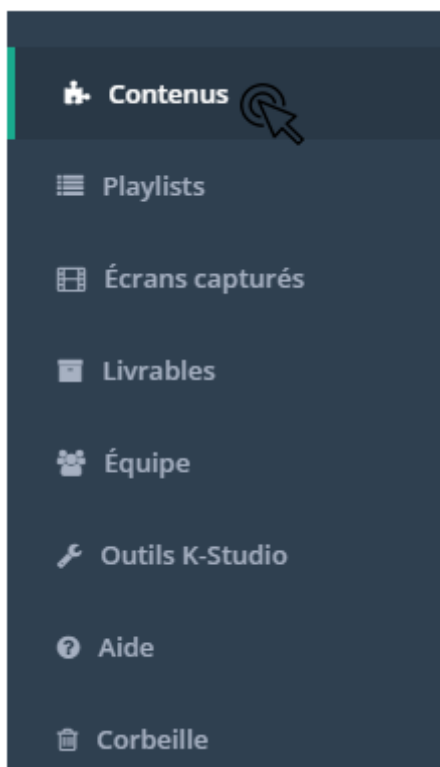 Contenus
Playlists
Écrans capturés
Livrables
Équipe
Outils K-Studio
Aide
Corbeille